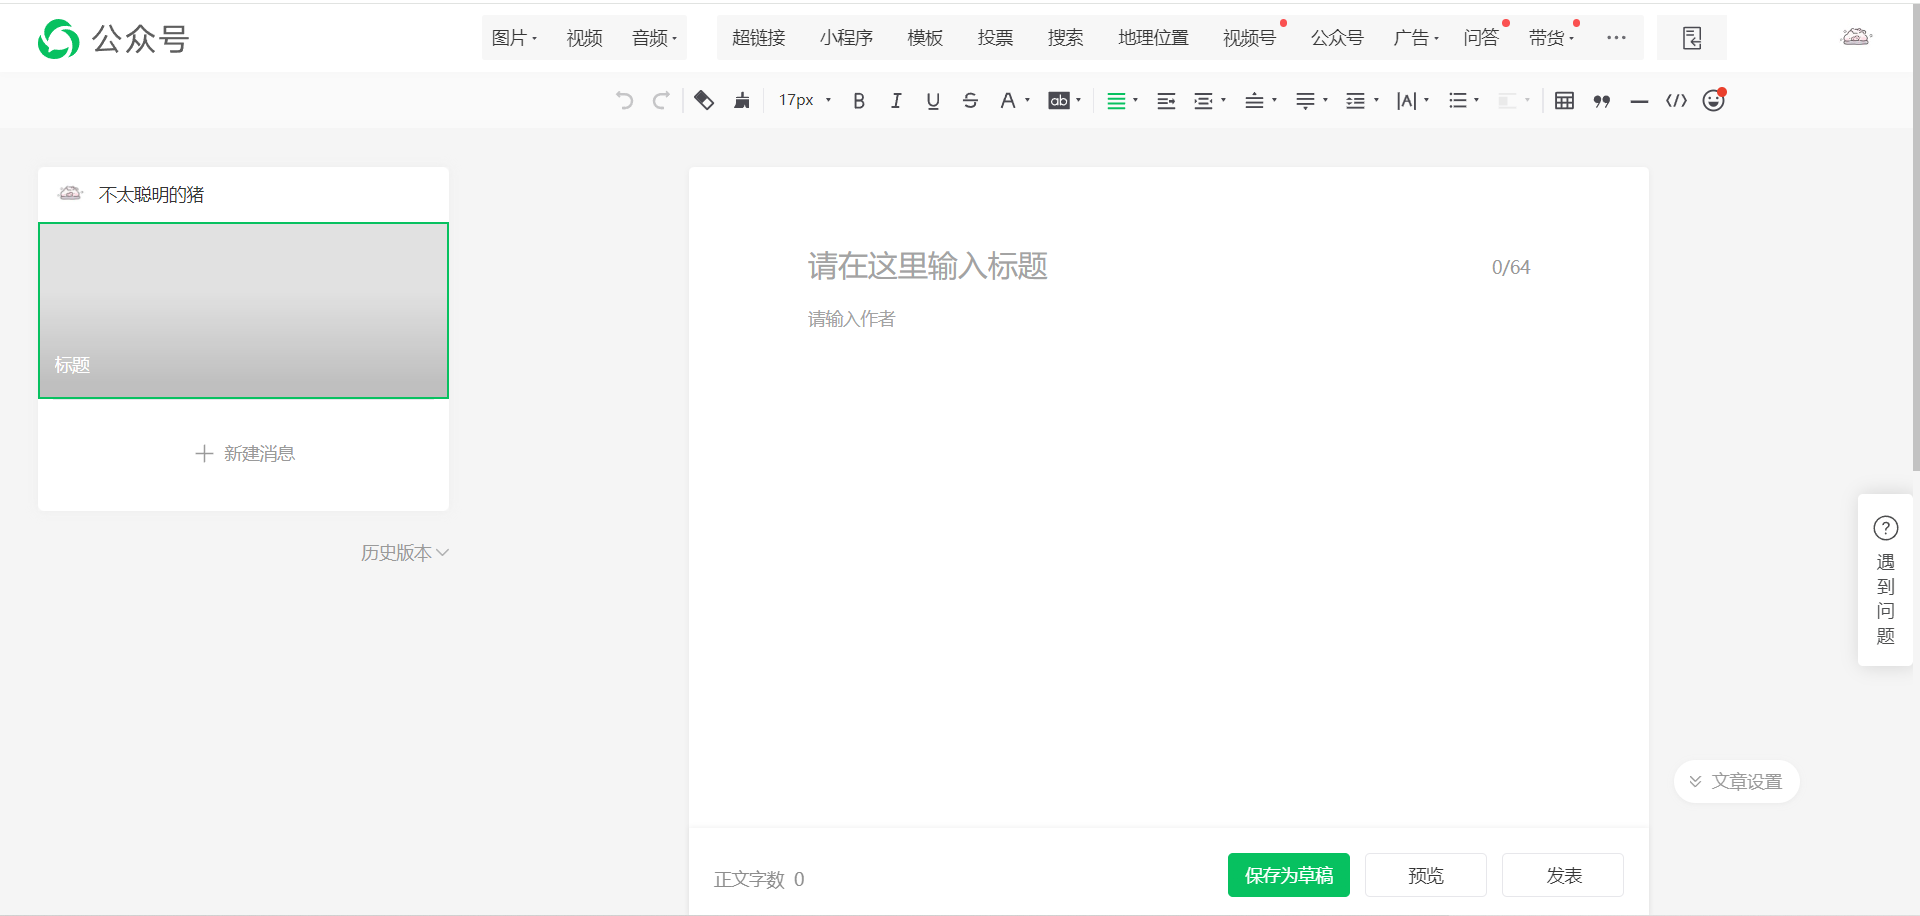 公众号
图片 视频 音频 超链接 小程序 模板 投票 搜索 地理位置 视频号 公众号 广告 问答 带货 ···
17px B I U S A ab A
不太聪明的猪
标题
新建消息
历史版本
请在这里输入标题 0/64
请输入作者
遇到问题
文章设置
正文字数 0 保存为草稿 预览 发表